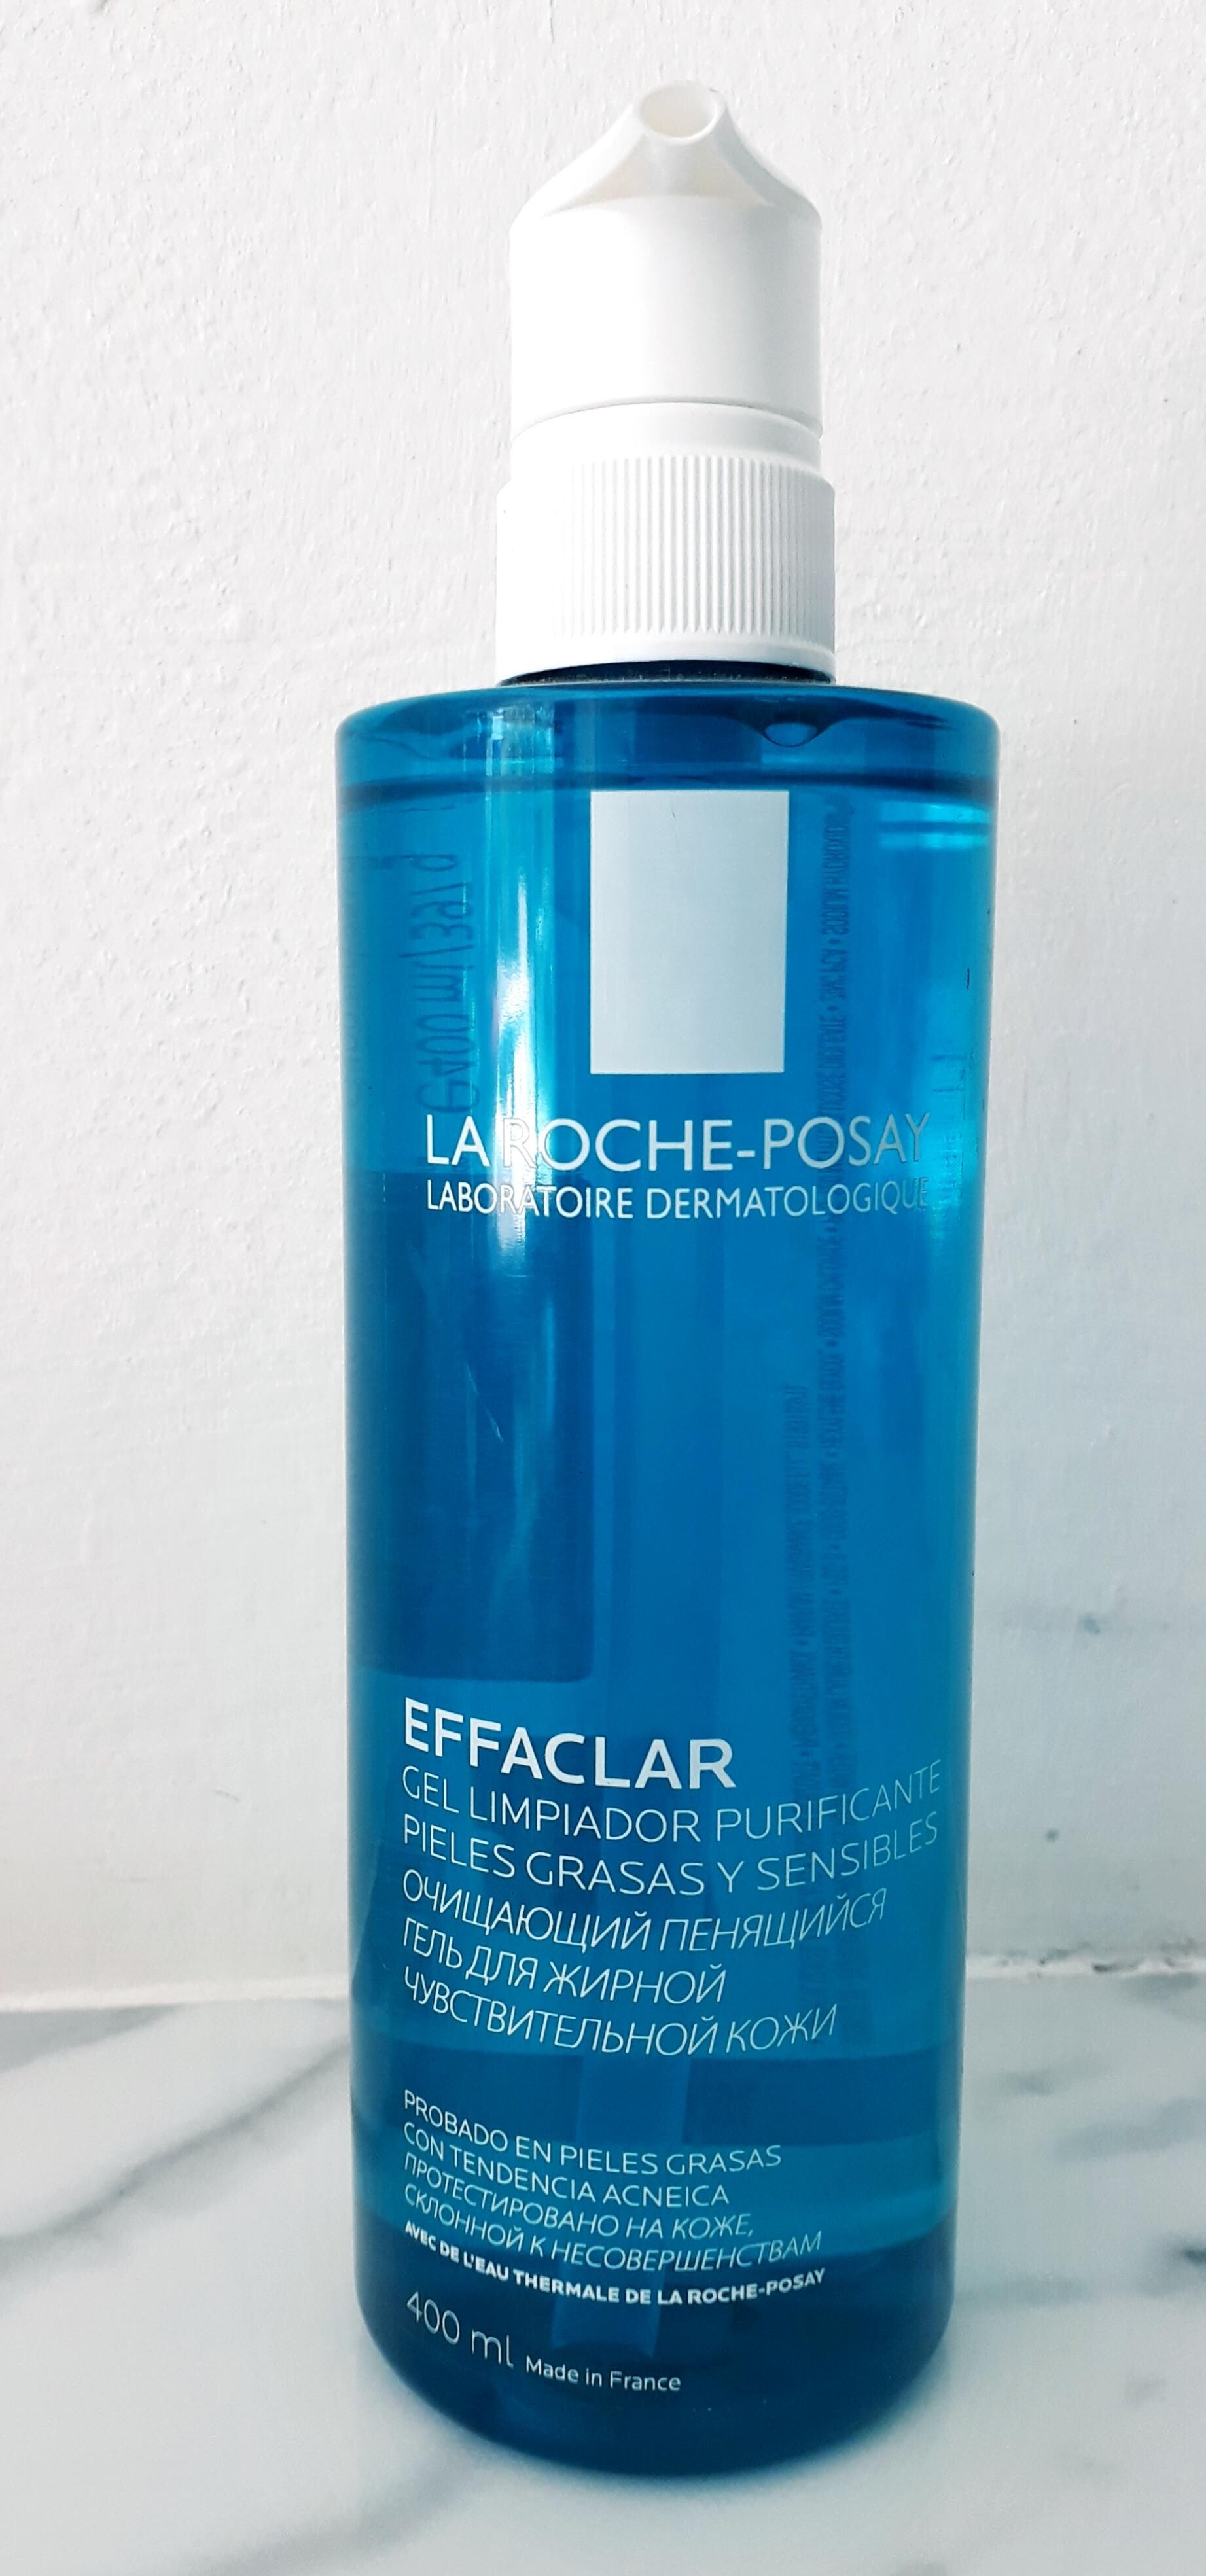 LA ROCHE-POSAY
LABORATOIRE DERMATOLOGIQUE
EFFACLAR
GEL LIMPIADOR PURIFICANTE
PIELES GRASAS Y SENSIBLES
ОЧИЩАЮЩИЙ ПЕНЯЩИЙСЯ
ГЕЛЬ ДЛЯ ЖИРНОЙ
ЧУВСТВИТЕЛЬНОЙ КОЖИ
PROBADO EN PIELES GRASAS
CON TENDENCIA ACNEICA
ПРОТЕСТИРОВАНО НА КОЖЕ,
СКЛОННОЙ К НЕСОВЕРШЕНСТВАМ
AVEC DE L'EAU THERMALE DE LA ROCHE-POSAY
400 ml Made in France